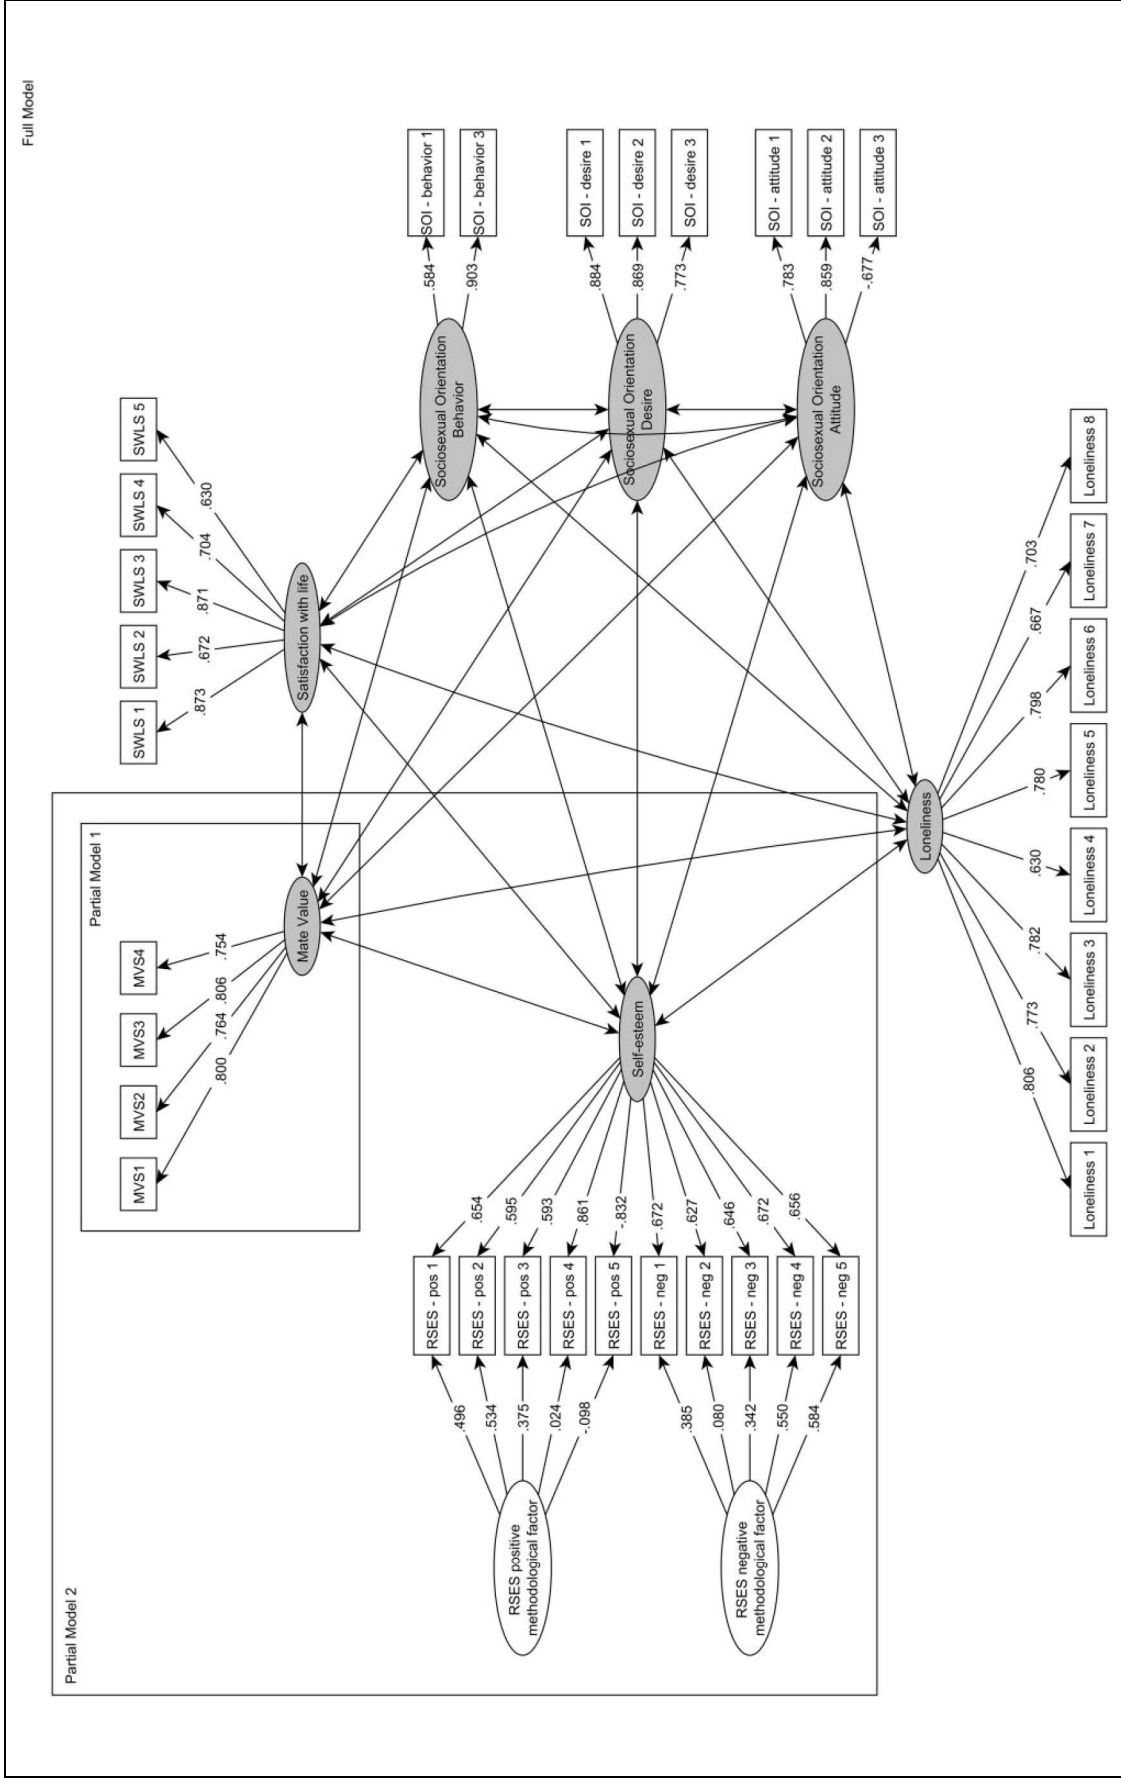 Full Model
Partial Model 2
Partial Model 1
MVS1
MVS2
MVS3
MVS4
.800
.764
.806
.754
Mate Value
SWLS 1
SWLS 2
SWLS 3
SWLS 4
SWLS 5
.873
.672
.871
.704
.630
Satisfaction with life
SOI - behavior 1
SOI - behavior 3
.584
.903
Sociosexual Orientation
Behavior
SOI - desire 1
SOI - desire 2
SOI - desire 3
.884
.869
.773
Sociosexual Orientation
Desire
SOI - attitude 1
SOI - attitude 2
SOI - attitude 3
.783
.859
-.677
Sociosexual Orientation
Attitude
RSES positive
methodological factor
.496
.534
.375
.024
-.098
RSES - pos 1
RSES - pos 2
RSES - pos 3
RSES - pos 4
RSES - pos 5
.654
.595
.593
.861
-.832
RSES negative
methodological factor
.385
.080
.342
.550
.584
RSES - neg 1
RSES - neg 2
RSES - neg 3
RSES - neg 4
RSES - neg 5
.672
.627
.646
.672
.656
Self-esteem
Loneliness
.806
.773
.782
.630
.780
.798
.667
.703
Loneliness 1
Loneliness 2
Loneliness 3
Loneliness 4
Loneliness 5
Loneliness 6
Loneliness 7
Loneliness 8